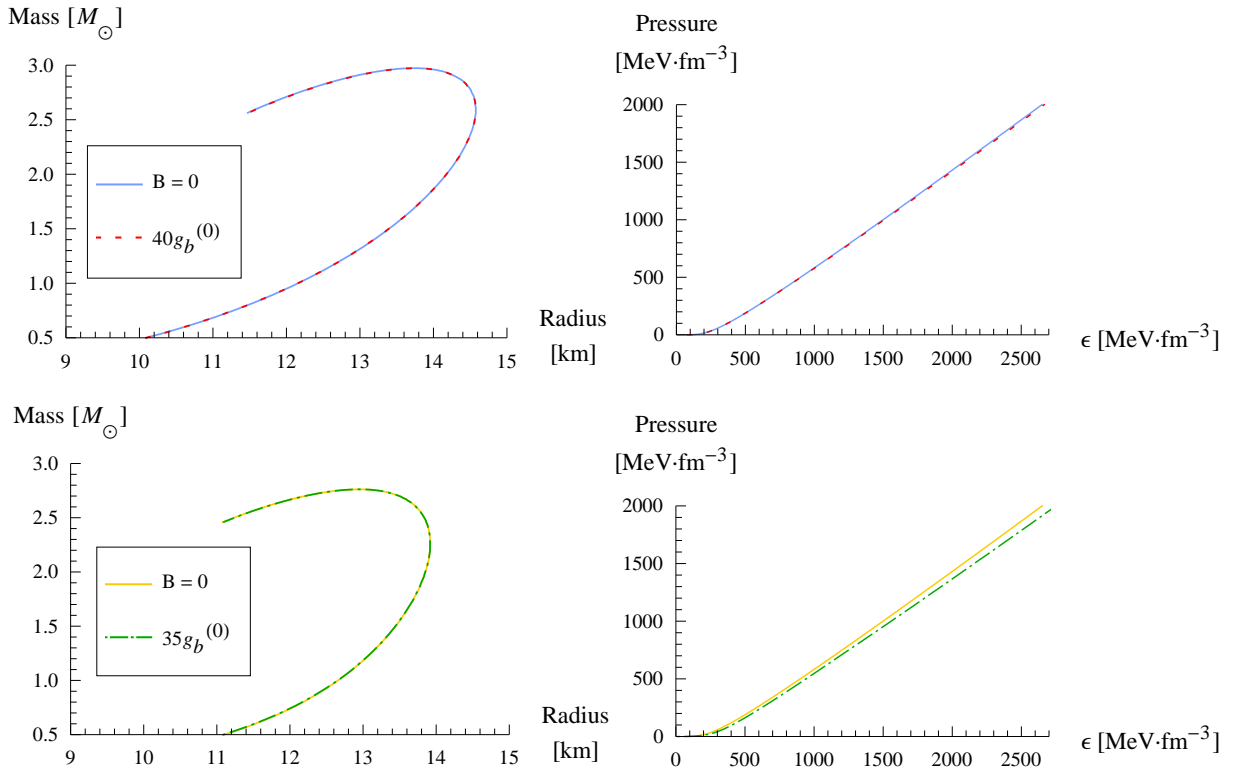 Mass [M⊙]
3.0
2.5
2.0
1.5
1.0
0.5
9 10 11 12 13 14 15
B = 0
40g_b^(0)
Radius
[km]
Pressure
[MeV·fm⁻³]
2000
1500
1000
500
0
0 500 1000 1500 2000 2500
ϵ [MeV·fm⁻³]
Mass [M⊙]
3.0
2.5
2.0
1.5
1.0
0.5
9 10 11 12 13 14 15
B = 0
35g_b^(0)
Radius
[km]
Pressure
[MeV·fm⁻³]
2000
1500
1000
500
0
0 500 1000 1500 2000 2500
ϵ [MeV·fm⁻³]